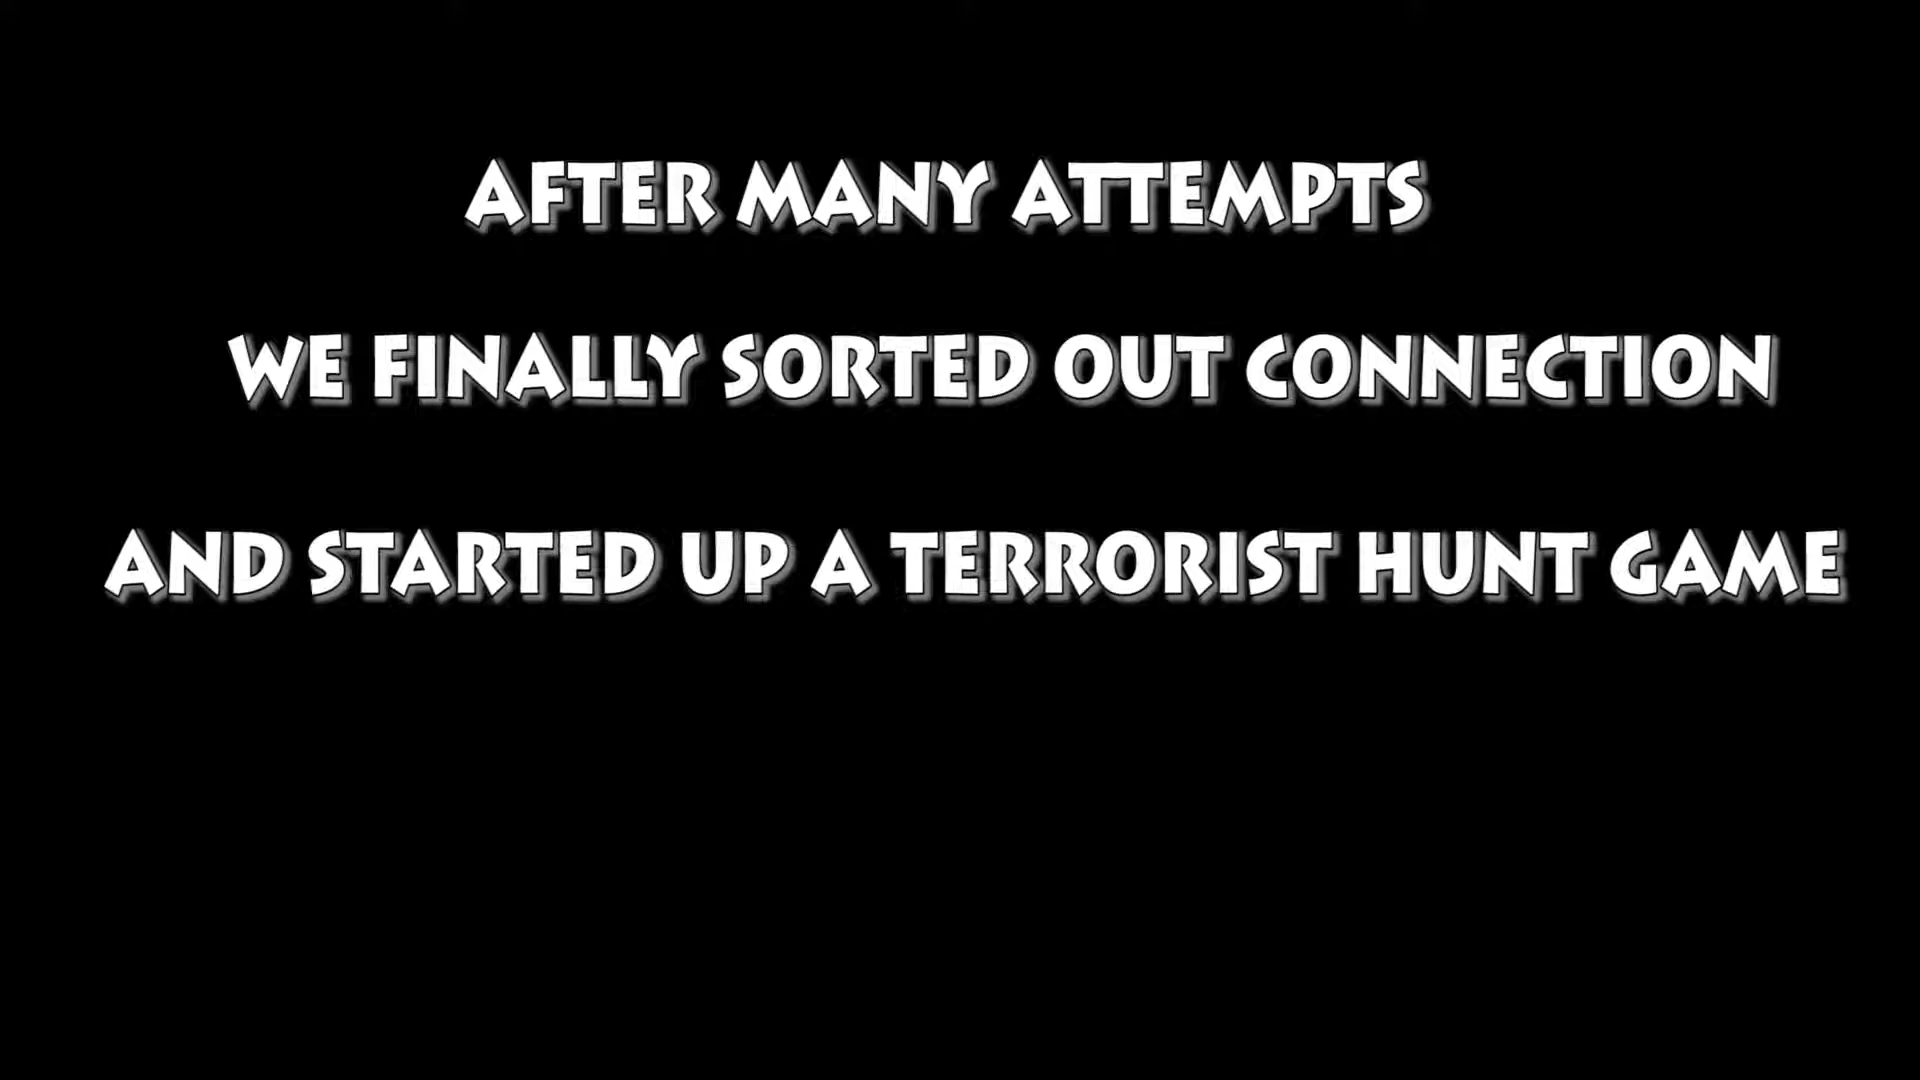 AFTER MANY ATTEMPTS
WE FINALLY SORTED OUT CONNECTION
AND STARTED UP A TERRORIST HUNT GAME